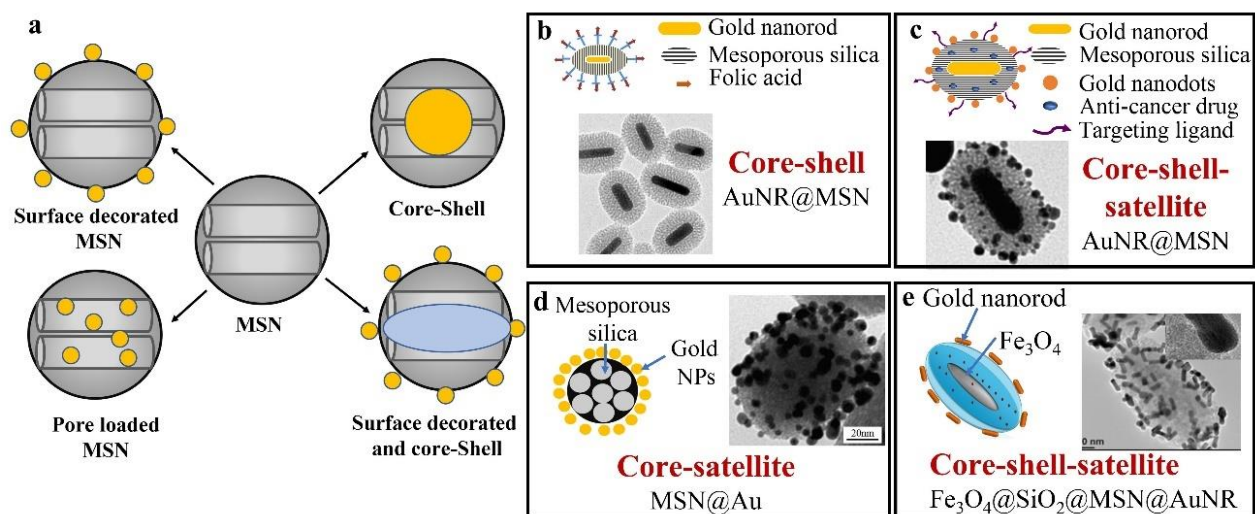 a
Surface decorated
MSN
Core-Shell
MSN
Pore loaded
MSN
Surface decorated
and core-Shell
b
Gold nanorod
Mesoporous silica
Folic acid
Core-shell
AuNR@MSN
c
Gold nanorod
Mesoporous silica
Gold nanodots
Anti-cancer drug
Targeting ligand
Core-shell-
satellite
AuNR@MSN
d
Mesoporous
silica
Gold
NPs
20nm
Core-satellite
MSN@Au
e
Gold nanorod
Fe₃O₄
0 nm
Core-shell-satellite
Fe₃O₄@SiO₂@MSN@AuNR